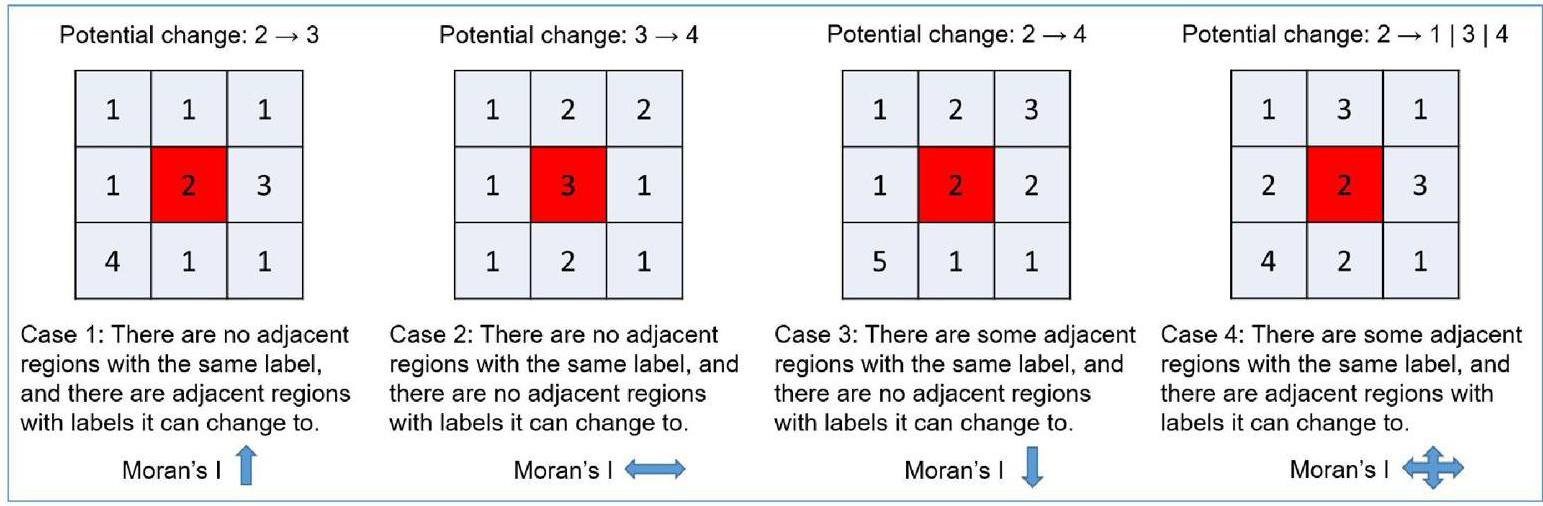 Potential change: 2 → 3
1 1 1
1 2 3
4 1 1
Case 1: There are no adjacent
regions with the same label,
and there are adjacent regions
with labels it can change to.
Moran's I
Potential change: 3 → 4
1 2 2
1 3 1
1 2 1
Case 2: There are no adjacent
regions with the same label, and
there are no adjacent regions
with labels it can change to.
Moran's I
Potential change: 2 → 4
1 2 3
1 2 2
5 1 1
Case 3: There are some adjacent
regions with the same label, and
there are no adjacent regions
with labels it can change to.
Moran's I
Potential change: 2 → 1 | 3 | 4
1 3 1
2 2 3
4 2 1
Case 4: There are some adjacent
regions with the same label, and
there are adjacent regions with
labels it can change to.
Moran's I